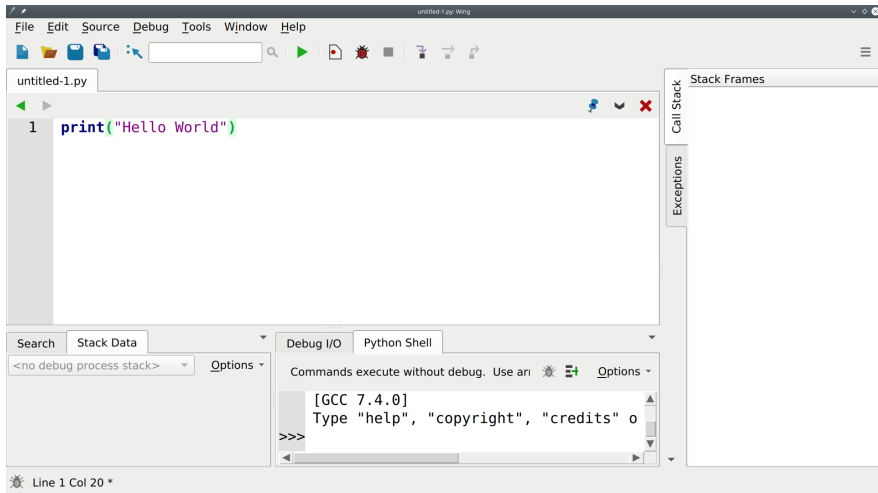 untitled-1.py: Wing
File Edit Source Debug Tools Window Help
untitled-1.py
1 print("Hello World")
Call Stack
Exceptions
Stack Frames
Search Stack Data
<no debug process stack> Options
Debug I/O Python Shell
Commands execute without debug. Use ar Options
[GCC 7.4.0]
Type "help", "copyright", "credits" o
>>>
Line 1 Col 20 *